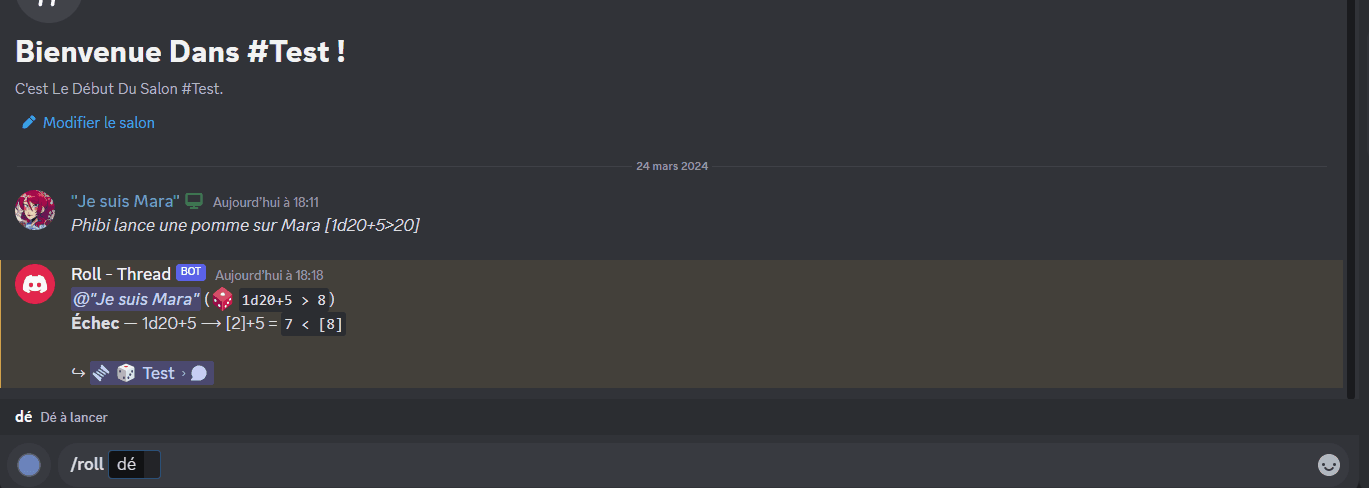 Bienvenue Dans #Test !
C'est Le Début Du Salon #Test.
Modifier le salon
24 mars 2024
"Je suis Mara" Aujourd'hui à 18:11
Phibi lance une pomme sur Mara [1d20+5>20]
Roll - Thread BOT Aujourd'hui à 18:18
@"Je suis Mara" ( 1d20+5 > 8)
Échec — 1d20+5 ⟶ [2]+5 = 7 < [8]
↪ Test ›
dé Dé à lancer
/roll dé